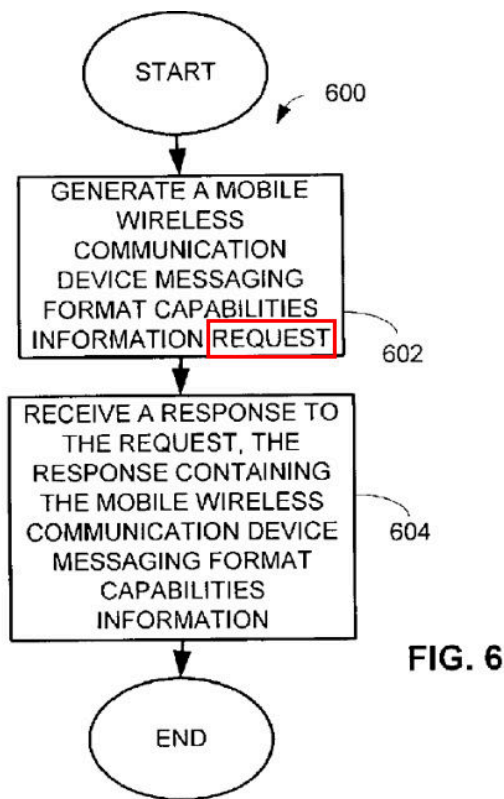 START
600
GENERATE A MOBILE
WIRELESS
COMMUNICATION
DEVICE MESSAGING
FORMAT CAPABILITIES
INFORMATION REQUEST
602
RECEIVE A RESPONSE TO
THE REQUEST, THE
RESPONSE CONTAINING
THE MOBILE WIRELESS
COMMUNICATION DEVICE
MESSAGING FORMAT
CAPABILITIES
INFORMATION
604
FIG. 6
END